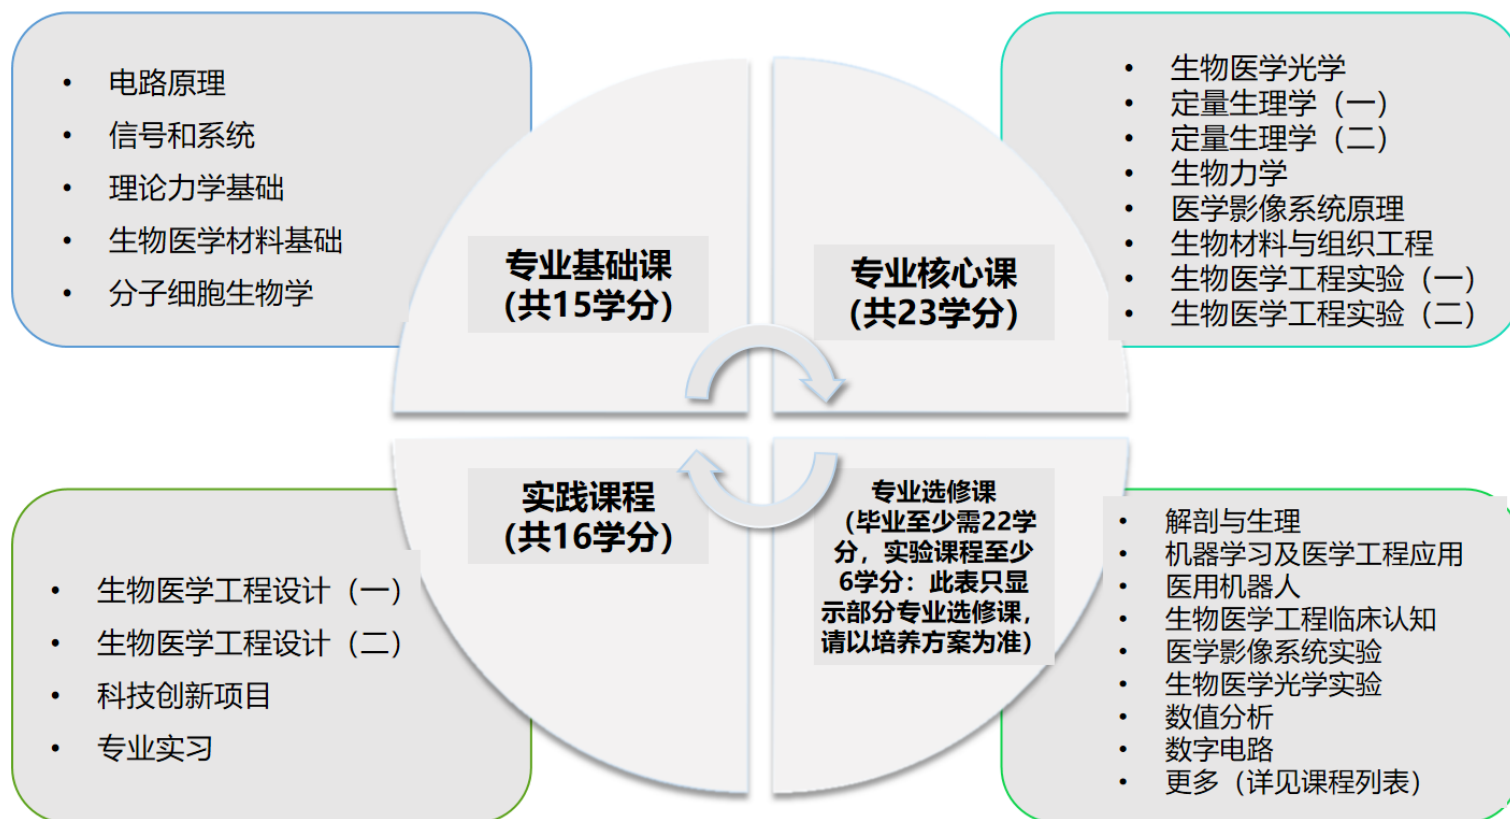 • 电路原理
• 信号和系统
• 理论力学基础
• 生物医学材料基础
• 分子细胞生物学
专业基础课
(共15学分)
专业核心课
(共23学分)
• 生物医学光学
• 定量生理学（一）
• 定量生理学（二）
• 生物力学
• 医学影像系统原理
• 生物材料与组织工程
• 生物医学工程实验（一）
• 生物医学工程实验（二）
实践课程
(共16学分)
• 生物医学工程设计（一）
• 生物医学工程设计（二）
• 科技创新项目
• 专业实习
专业选修课
（毕业至少需22学
分，实验课程至少
6学分：此表只显
示部分专业选修课，
请以培养方案为准）
• 解剖与生理
• 机器学习及医学工程应用
• 医用机器人
• 生物医学工程临床认知
• 医学影像系统实验
• 生物医学光学实验
• 数值分析
• 数字电路
• 更多（详见课程列表）